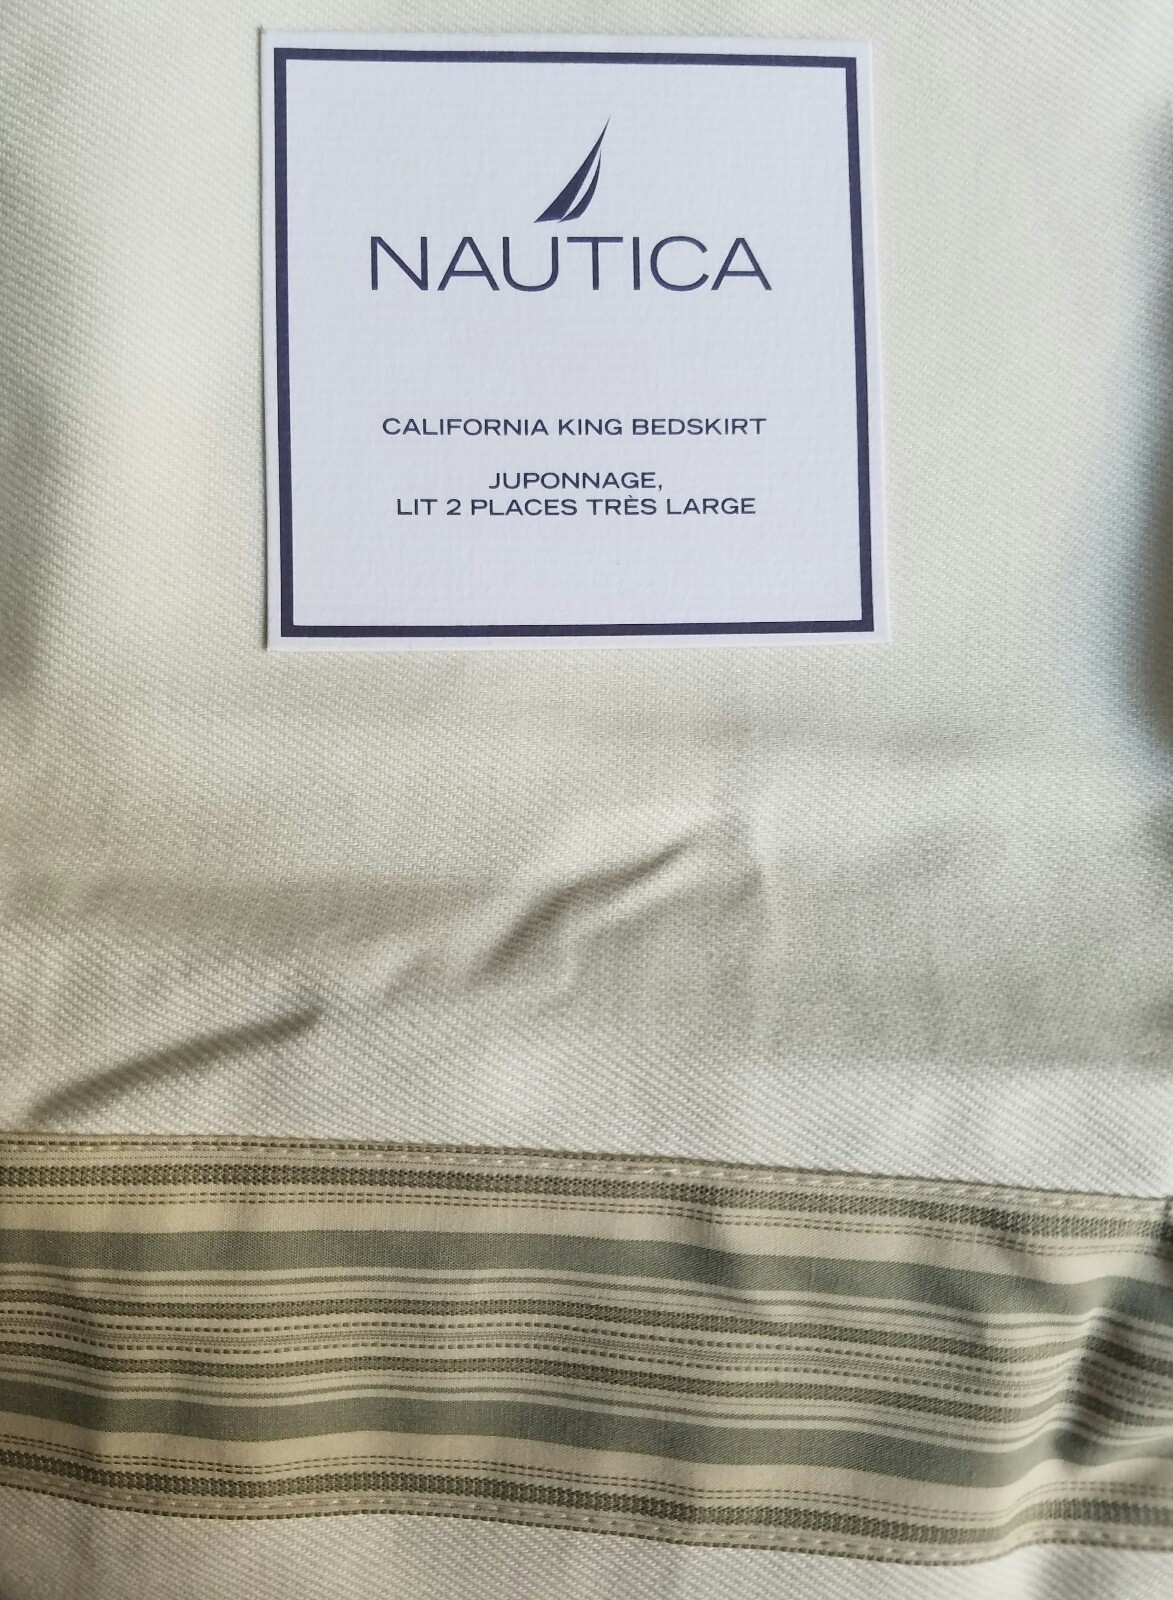 NAUTICA
CALIFORNIA KING BEDSKIRT
JUPONNAGE,
LIT 2 PLACES TRÈS LARGE